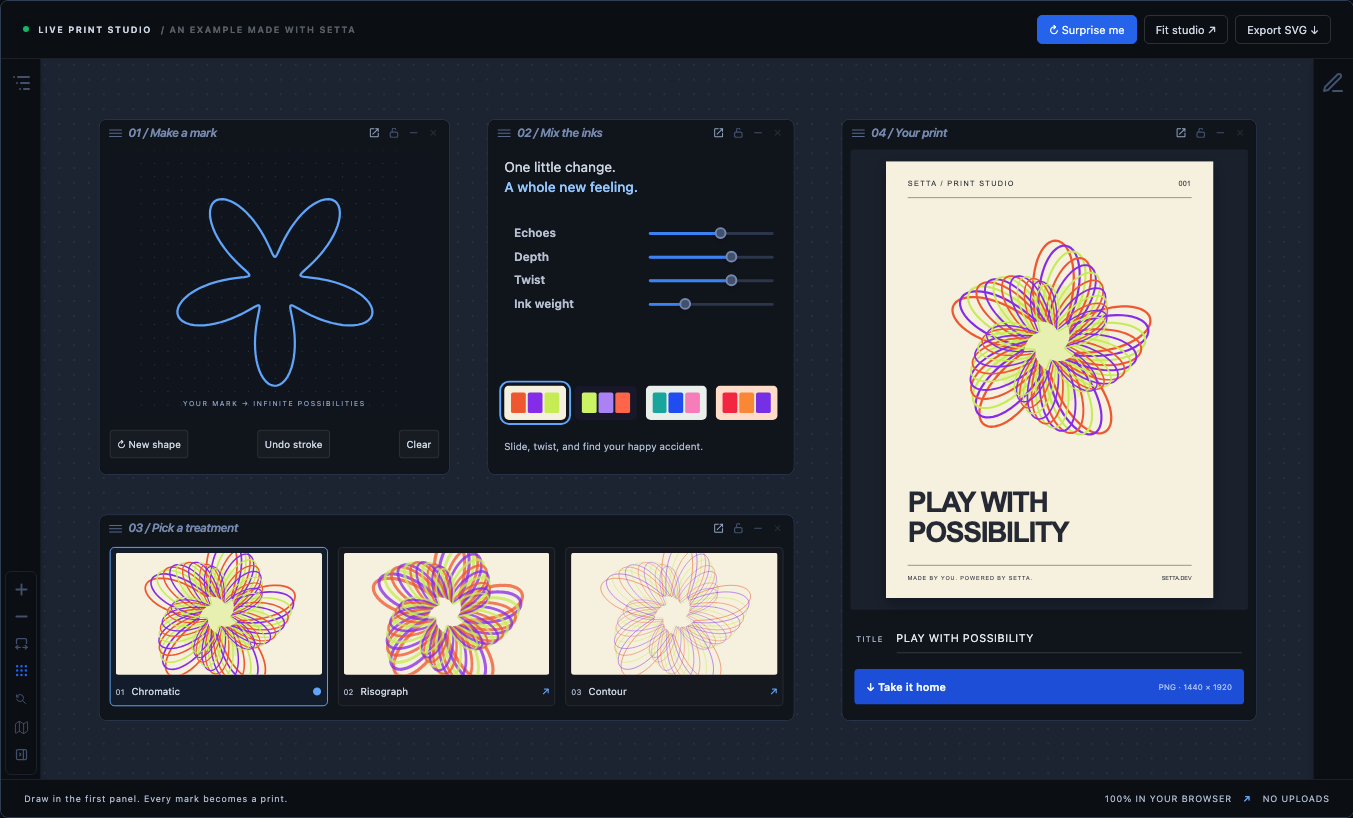 LIVE PRINT STUDIO / AN EXAMPLE MADE WITH SETTA
↻ Surprise me
Fit studio ↗
Export SVG ↓
01 / Make a mark
YOUR MARK → INFINITE POSSIBILITIES
↻ New shape
Undo stroke
Clear
02 / Mix the inks
One little change.
A whole new feeling.
Echoes
Depth
Twist
Ink weight
Slide, twist, and find your happy accident.
03 / Pick a treatment
01 Chromatic
02 Risograph ↗
03 Contour ↗
04 / Your print
SETTA / PRINT STUDIO 001
PLAY WITH
POSSIBILITY
MADE BY YOU. POWERED BY SETTA. SETTA.DEV
TITLE PLAY WITH POSSIBILITY
↓ Take it home PNG · 1440 × 1920
Draw in the first panel. Every mark becomes a print.
100% IN YOUR BROWSER ↗ NO UPLOADS